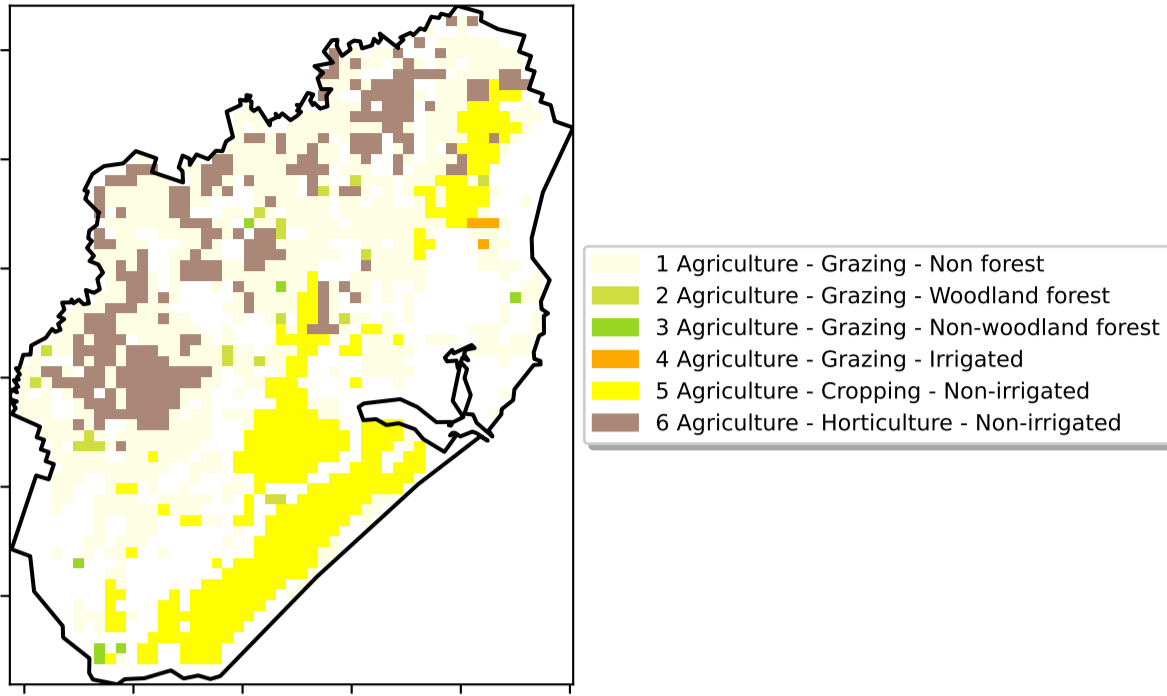 1 Agriculture - Grazing - Non forest
2 Agriculture - Grazing - Woodland forest
3 Agriculture - Grazing - Non-woodland forest
4 Agriculture - Grazing - Irrigated
5 Agriculture - Cropping - Non-irrigated
6 Agriculture - Horticulture - Non-irrigated